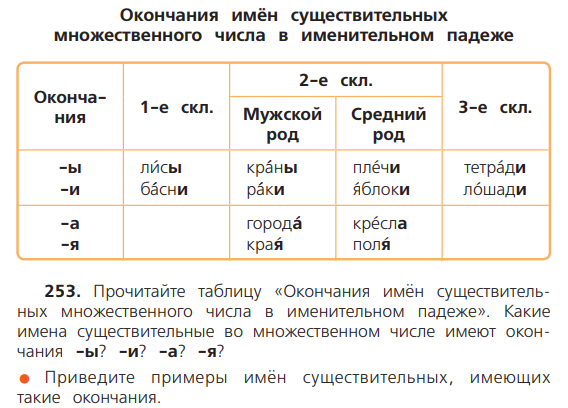 Окончания имён существительных
множественного числа в именительном падеже
Оконча-
ния
1-е скл.
2-е скл.
3-е скл.
Мужской
род
Средний
род
-ы ли́сы кра́ны пле́чи тетра́ди
-и ба́сни ра́ки я́блоки ло́шади
-а города́ кре́сла
-я края́ поля́
253. Прочитайте таблицу «Окончания имён существитель-
ных множественного числа в именительном падеже». Какие
имена существительные во множественном числе имеют окон-
чания -ы? -и? -а? -я?
● Приведите примеры имён существительных, имеющих
такие окончания.